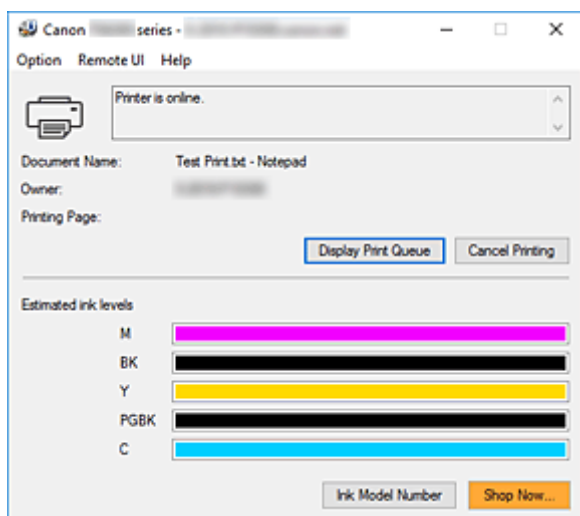 Canon series -
Option Remote UI Help
Printer is online.
Document Name: Test Print.txt - Notepad
Owner:
Printing Page:
Display Print Queue Cancel Printing
Estimated ink levels
M
BK
Y
PGBK
C
Ink Model Number Shop Now...